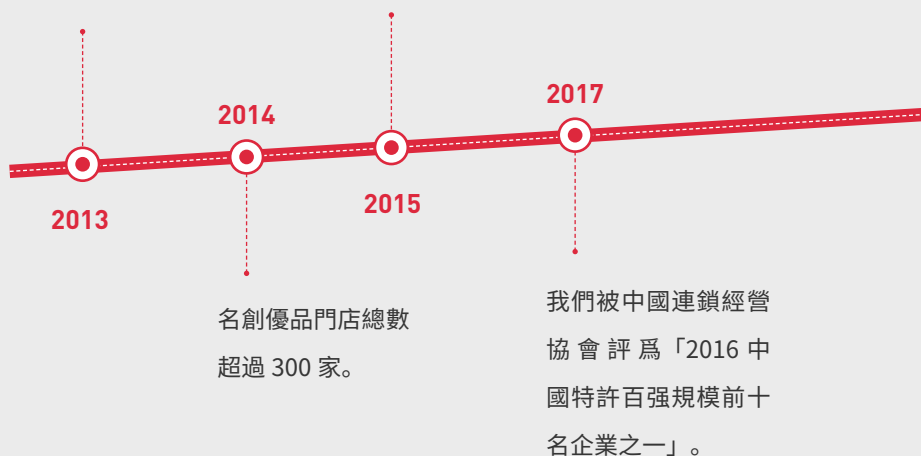 2013
2014
2015
2017
名創優品門店總數
超過 300 家。
我們被中國連鎖經營
協會評爲「2016 中
國特許百强規模前十
名企業之一」。